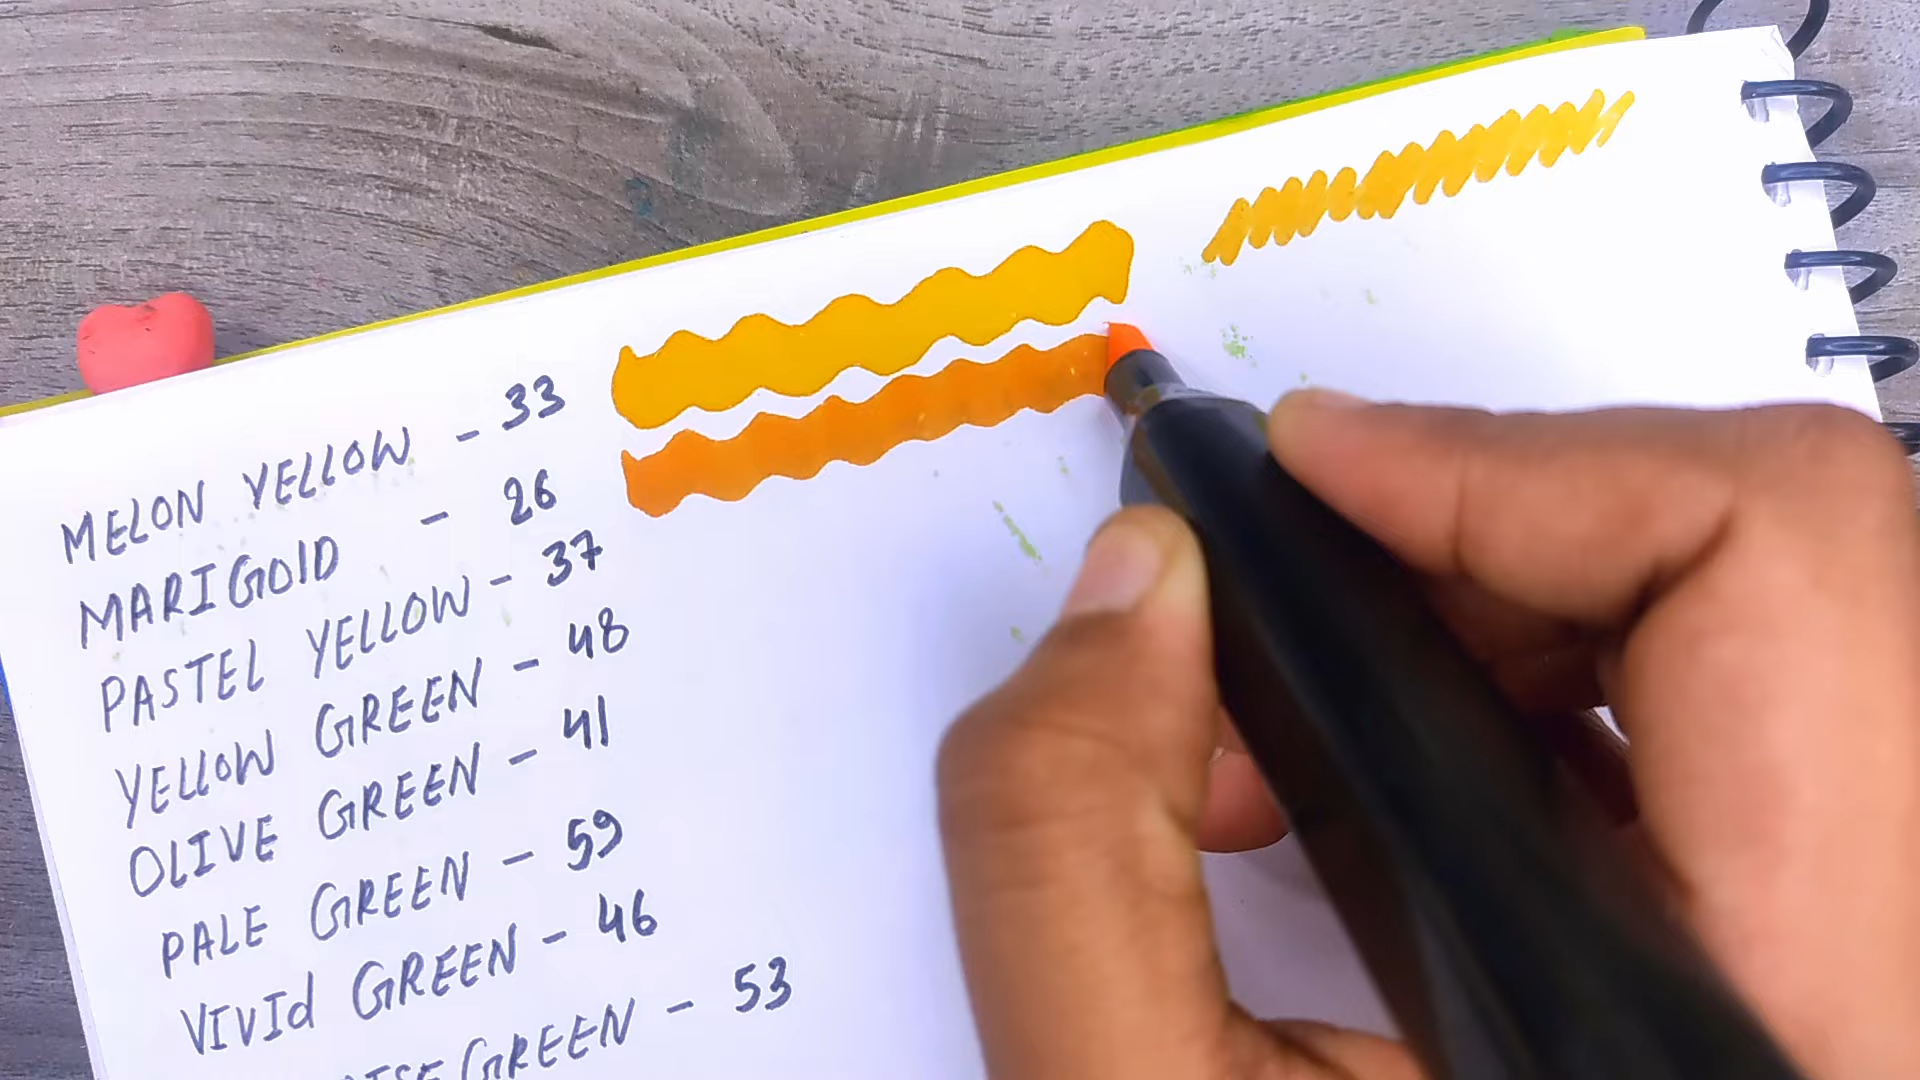 MELON YELLOW - 33
MARIGOLD - 26
PASTEL YELLOW - 37
YELLOW GREEN - 48
OLIVE GREEN - 41
PALE GREEN - 59
VIVId GREEN - 46
GREEN - 53